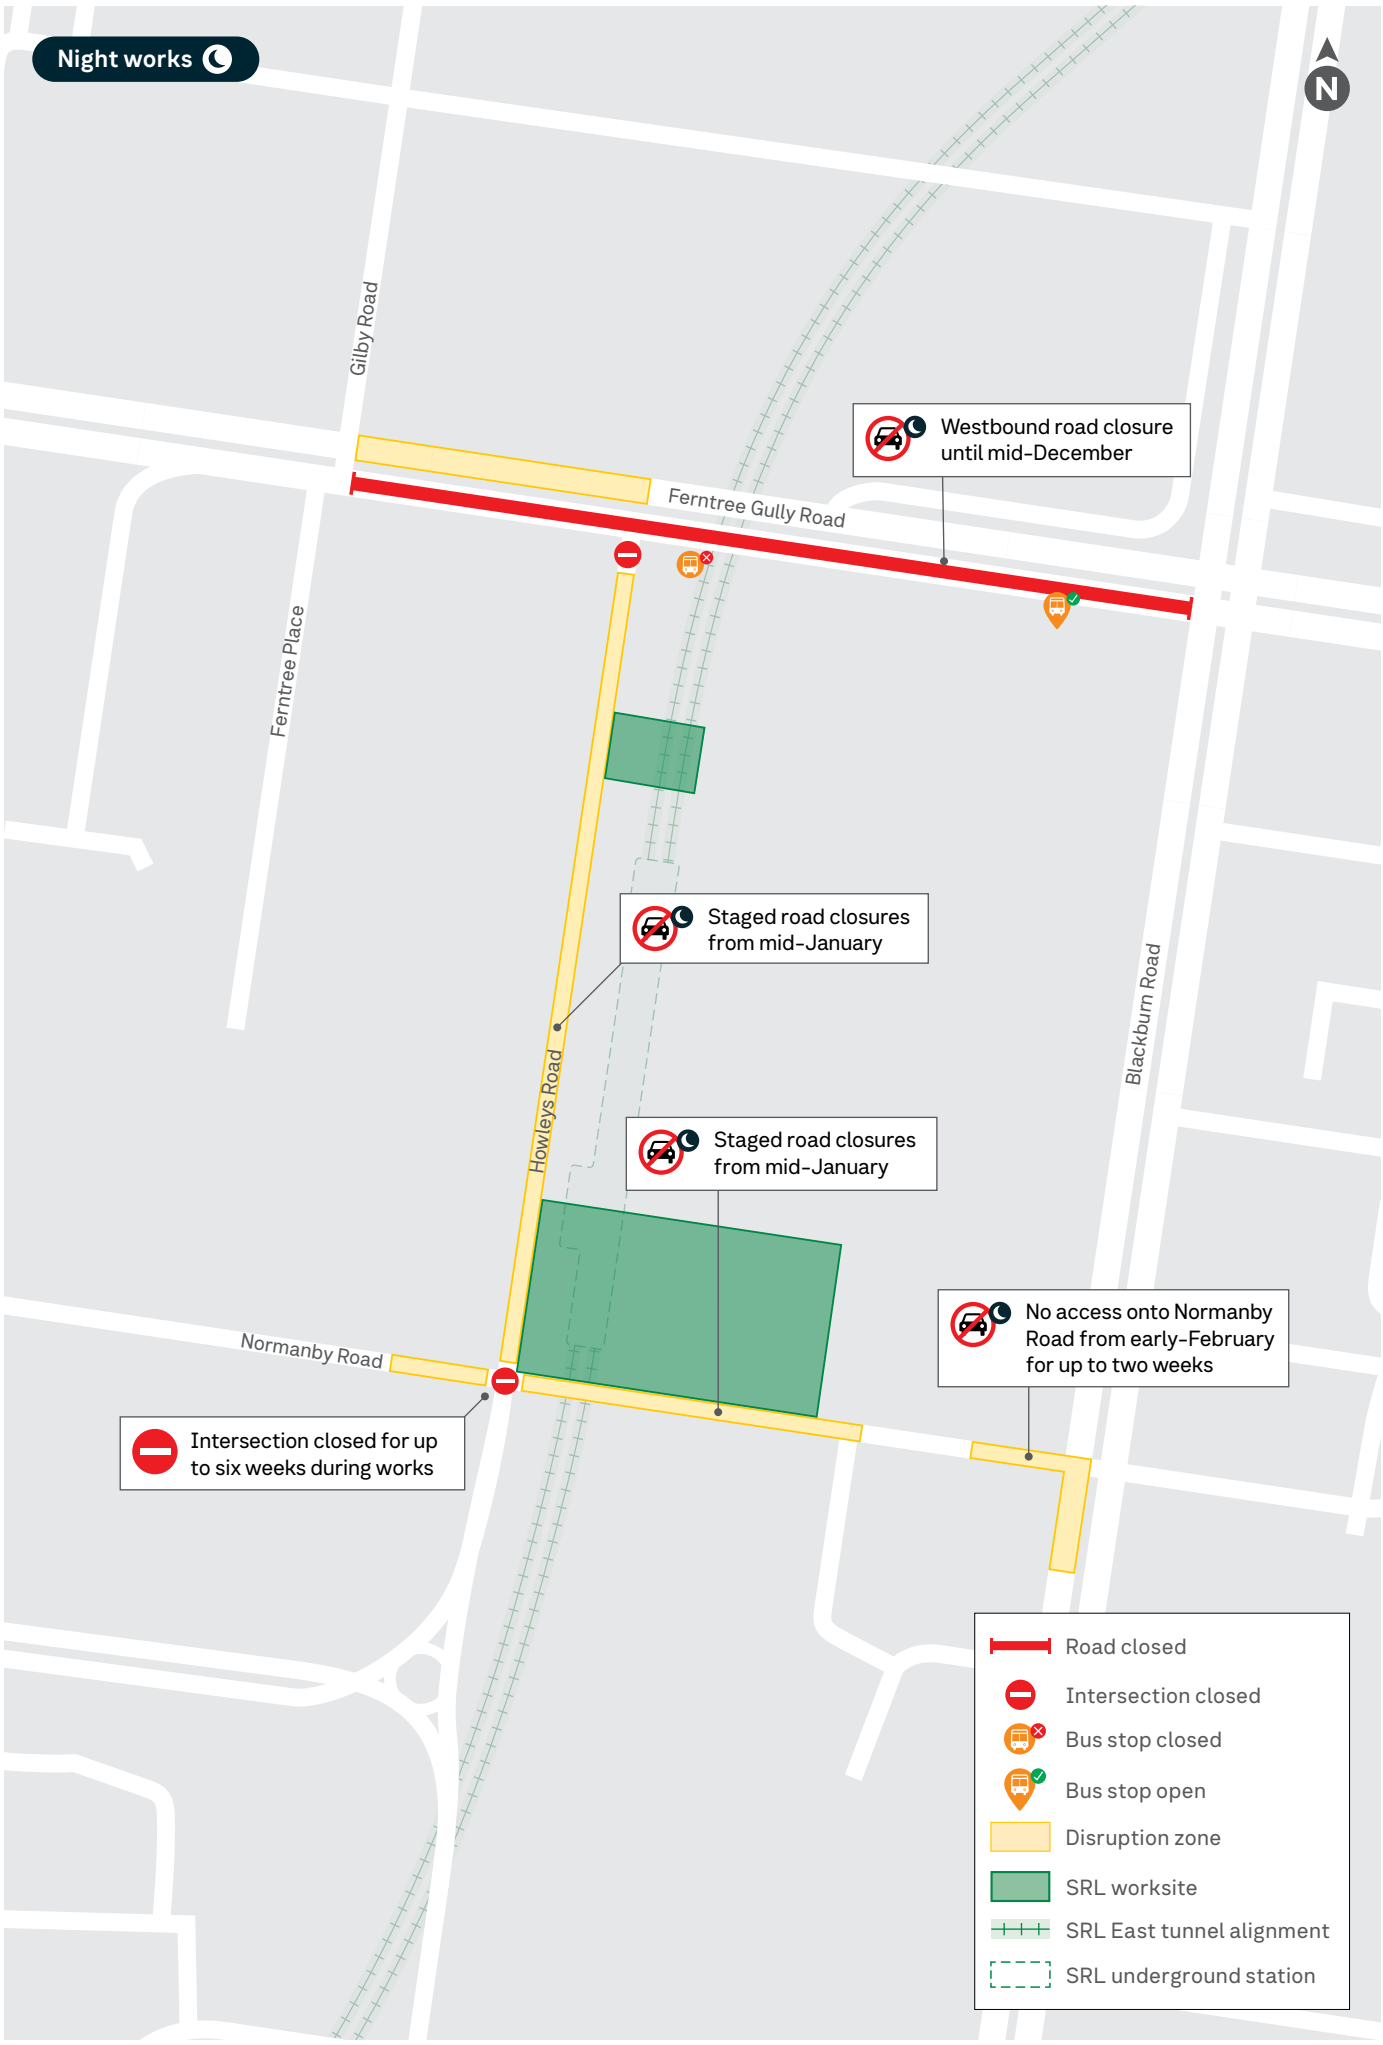 Night works
N
Gilby Road
Westbound road closure
until mid-December
Ferntree Gully Road
Ferntree Place
Staged road closures
from mid-January
Blackburn Road
Howleys Road
Staged road closures
from mid-January
No access onto Normanby
Road from early-February
for up to two weeks
Normanby Road
Intersection closed for up
to six weeks during works
Road closed
Intersection closed
Bus stop closed
Bus stop open
Disruption zone
SRL worksite
SRL East tunnel alignment
SRL underground station